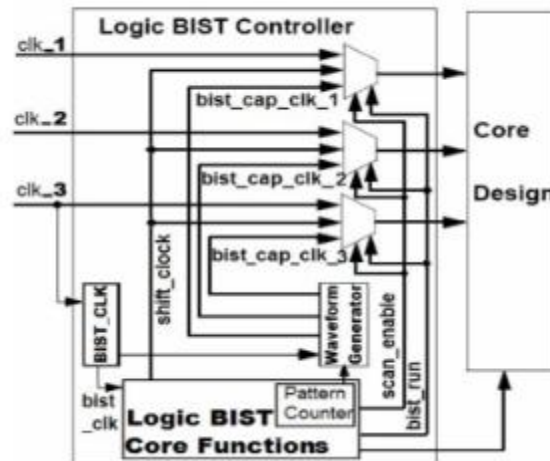 Logic BIST Controller
clk_1
bist_cap_clk_1
clk_2
Core
bist_cap_clk_2
clk_3
Design
bist_cap_clk_3
shift_clock
BIST_CLK
Waveform
Generator
scan_enable
bist_run
bist
_clk
Pattern
Counter
Logic BIST
Core Functions